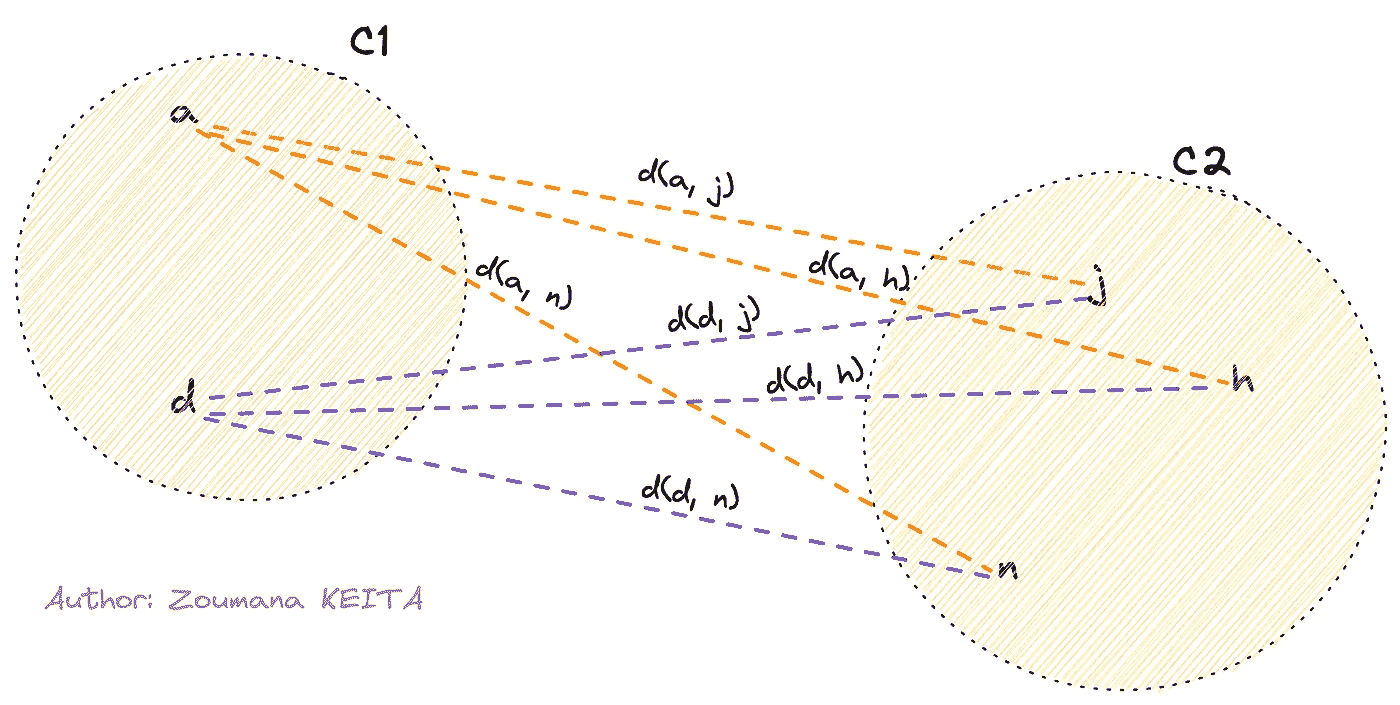 C1
a
C2
d(a, j)
d(a, h)
d(a, n)
j
d(d, j)
d(d, h)
h
d
d(d, n)
n
Author: Zoumana KEITA